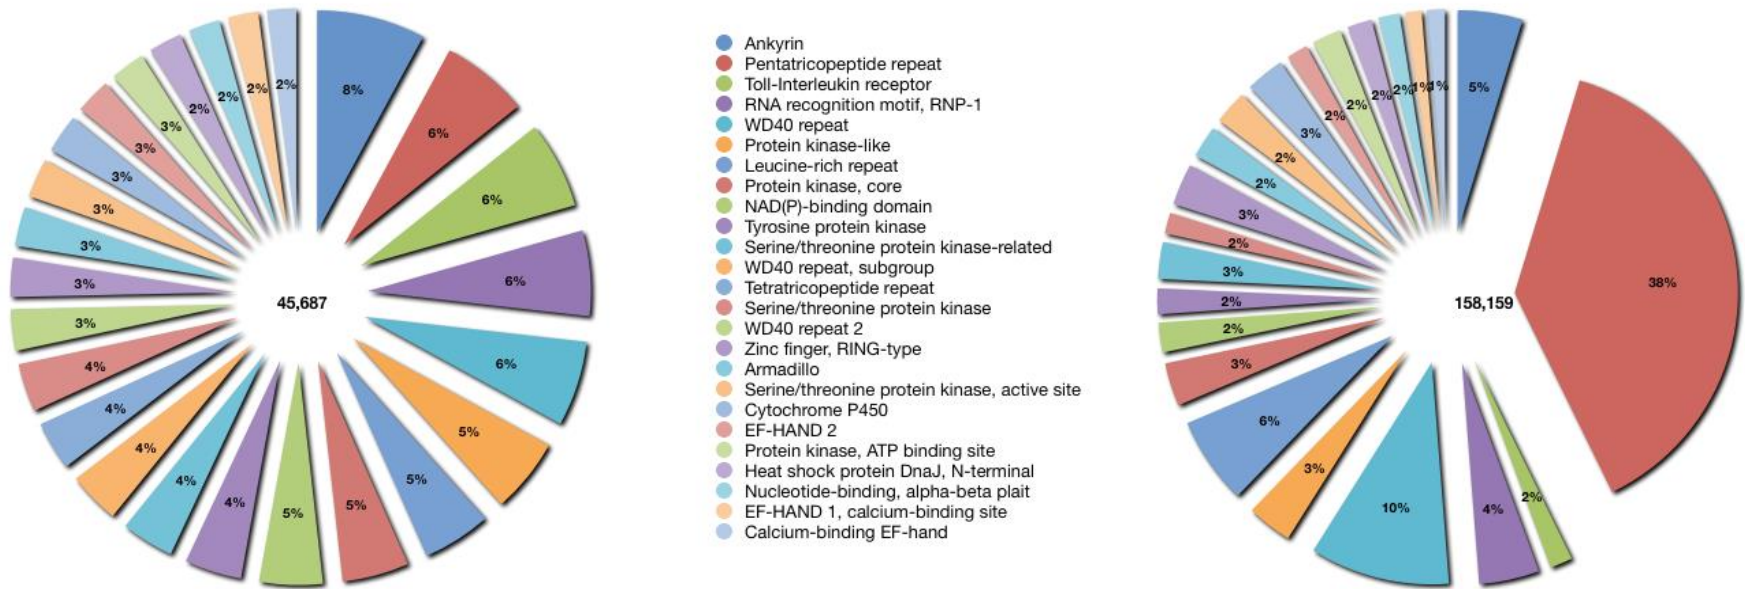 8%
6%
6%
6%
6%
5%
5%
5%
5%
4%
4%
4%
4%
4%
3%
3%
3%
3%
3%
3%
3%
2%
2%
2%
2%
45,687
Ankyrin
Pentatricopeptide repeat
Toll-Interleukin receptor
RNA recognition motif, RNP-1
WD40 repeat
Protein kinase-like
Leucine-rich repeat
Protein kinase, core
NAD(P)-binding domain
Tyrosine protein kinase
Serine/threonine protein kinase-related
WD40 repeat, subgroup
Tetratricopeptide repeat
Serine/threonine protein kinase
WD40 repeat 2
Zinc finger, RING-type
Armadillo
Serine/threonine protein kinase, active site
Cytochrome P450
EF-HAND 2
Protein kinase, ATP binding site
Heat shock protein DnaJ, N-terminal
Nucleotide-binding, alpha-beta plait
EF-HAND 1, calcium-binding site
Calcium-binding EF-hand
5%
38%
2%
4%
10%
3%
6%
3%
2%
2%
3%
2%
3%
2%
2%
3%
2%
2%
2%
2%
1%
1%
158,159